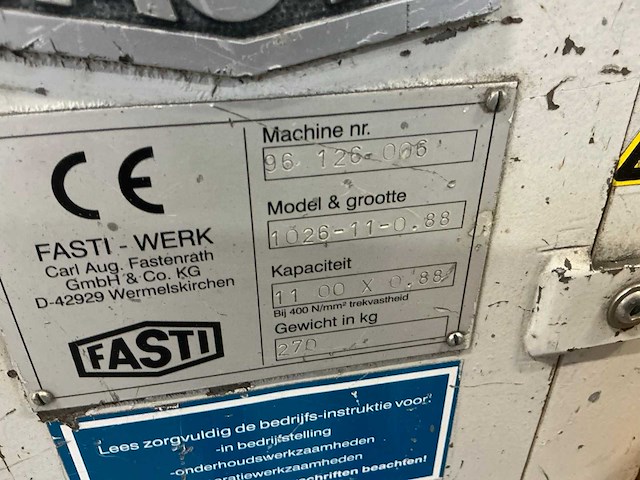 CE
FASTI - WERK
Carl Aug. Fastenrath
GmbH & Co. KG
D-42929 Wermelskirchen
FASTI
Machine nr.
96 126-006
Model & grootte
1026-11-0.88
Kapaciteit
11 00 X 0.88
Bij 400 N/mm² trekvastheid
Gewicht in kg
270
Lees zorgvuldig de bedrijfs-instruktie voor:
-in bedrijfstelling
-onderhoudswerkzaamheden
schriften beachten!